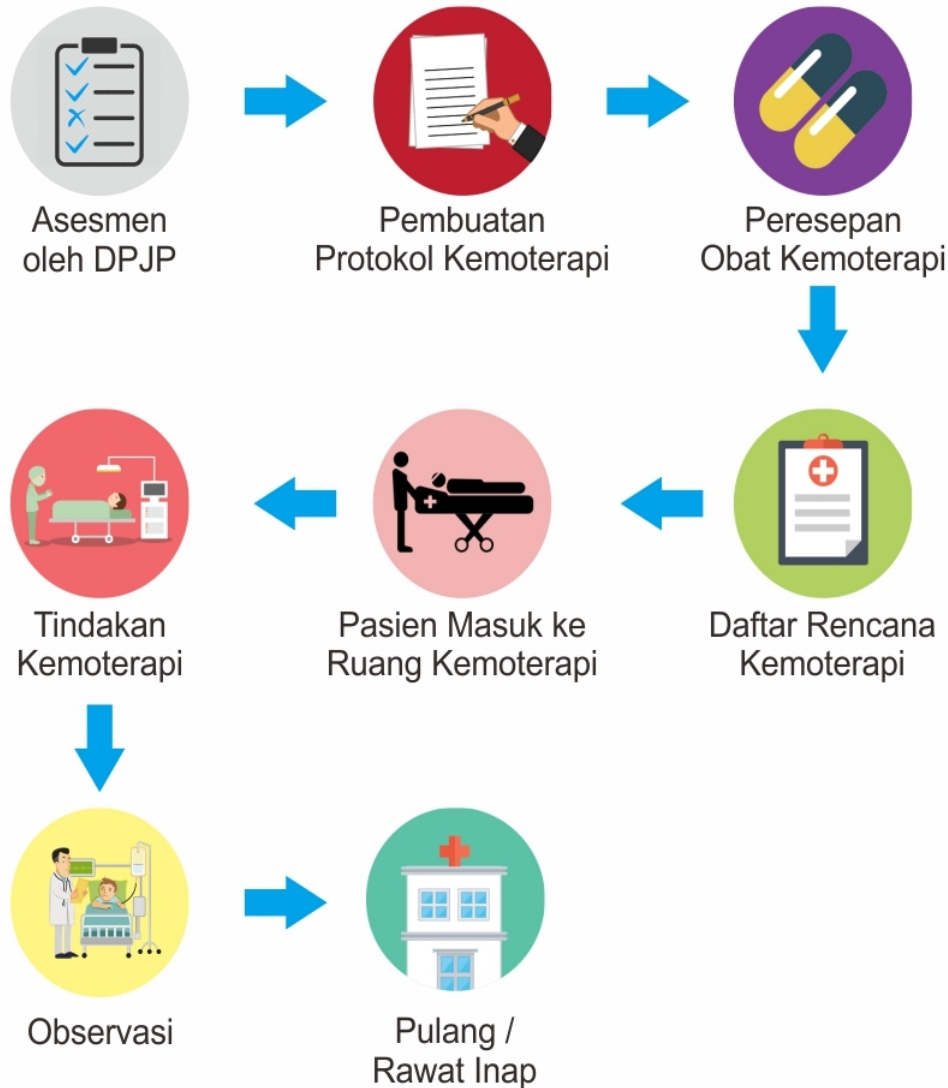 Asesmen
oleh DPJP
Pembuatan
Protokol Kemoterapi
Peresepan
Obat Kemoterapi
Daftar Rencana
Kemoterapi
Pasien Masuk ke
Ruang Kemoterapi
Tindakan
Kemoterapi
Observasi
Pulang /
Rawat Inap